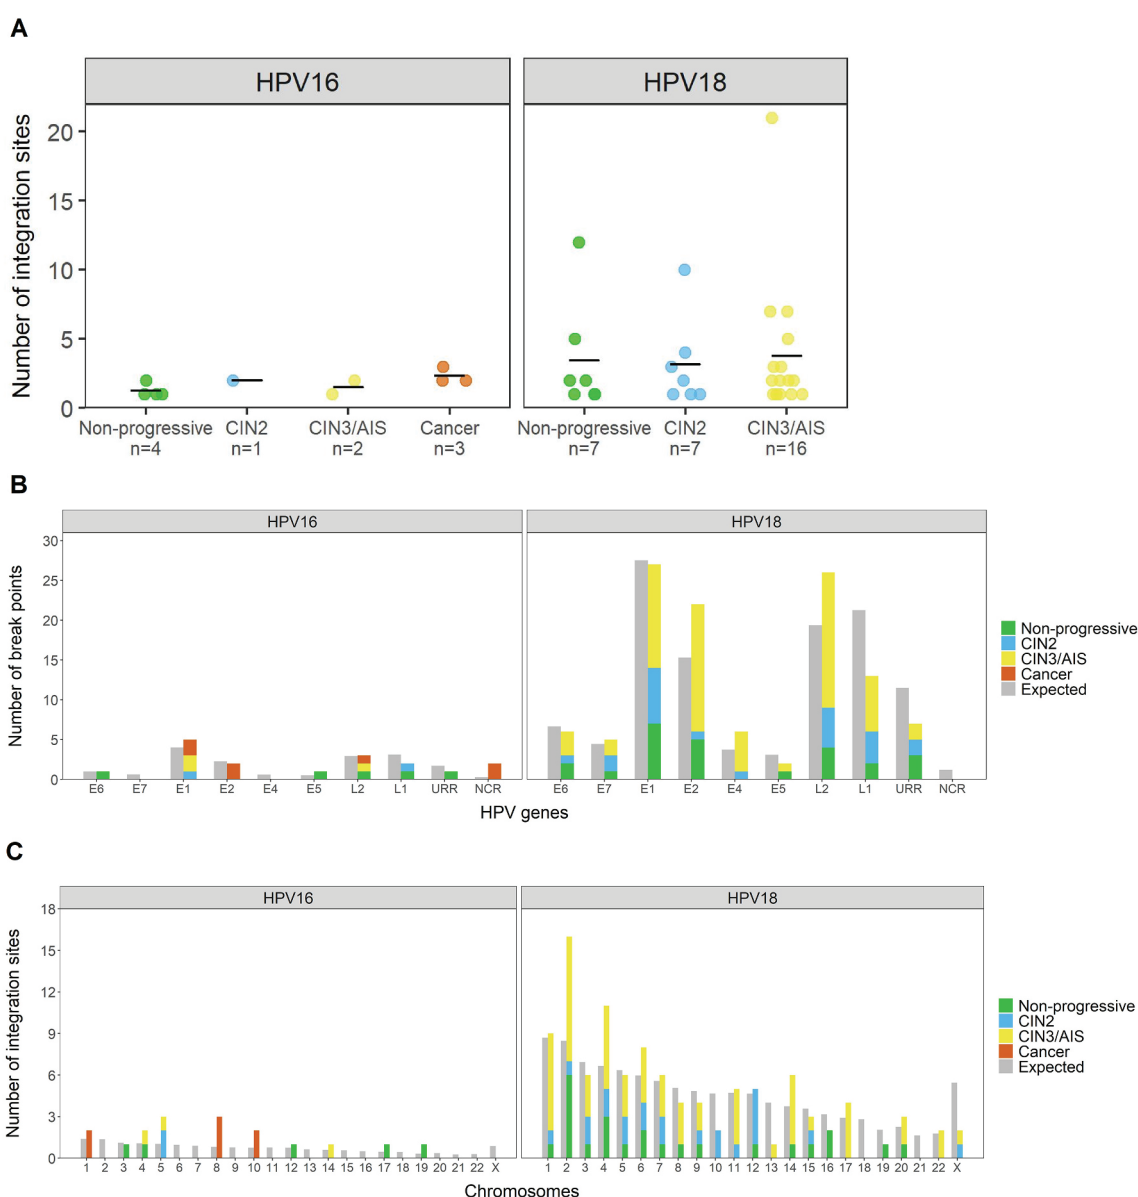 A
HPV16 HPV18
Number of integration sites
20
15
10
5
0
Non-progressive CIN2 CIN3/AIS Cancer Non-progressive CIN2 CIN3/AIS
n=4 n=1 n=2 n=3 n=7 n=7 n=16
B
HPV16 HPV18
Number of break points
30
25
20
15
10
5
0
Non-progressive
CIN2
CIN3/AIS
Cancer
Expected
E6 E7 E1 E2 E4 E5 L2 L1 URR NCR E6 E7 E1 E2 E4 E5 L2 L1 URR NCR
HPV genes
C
HPV16 HPV18
Number of integration sites
18
15
12
9
6
3
0
Non-progressive
CIN2
CIN3/AIS
Cancer
Expected
1 2 3 4 5 6 7 8 9 10 11 12 13 14 15 16 17 18 19 20 21 22 X 1 2 3 4 5 6 7 8 9 10 11 12 13 14 15 16 17 18 19 20 21 22 X
Chromosomes